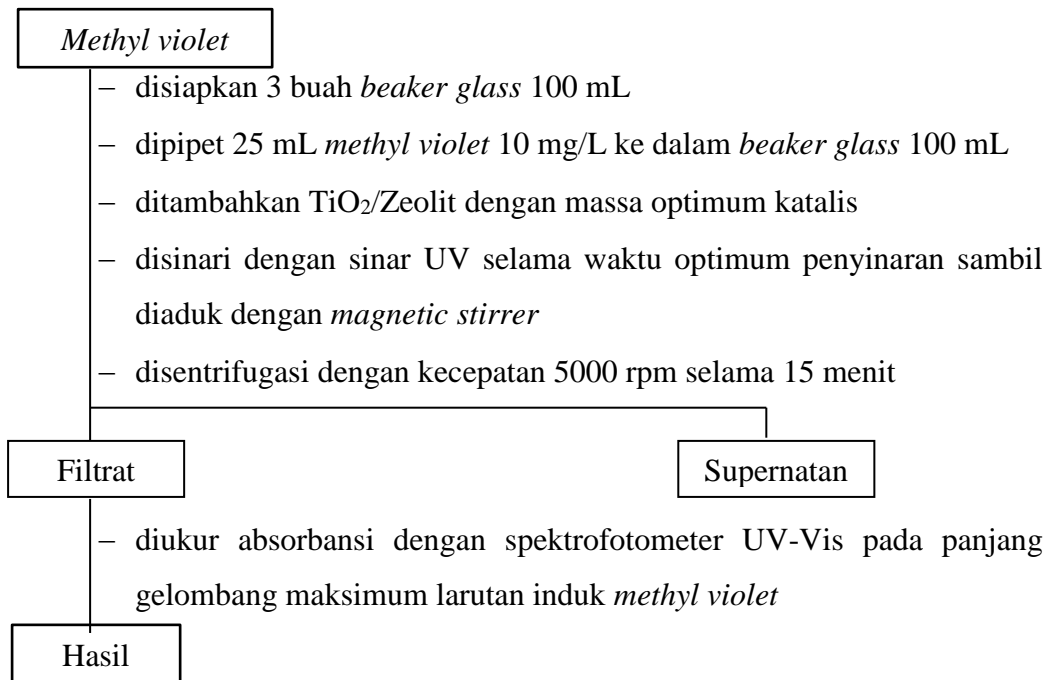 Methyl violet
– disiapkan 3 buah beaker glass 100 mL
– dipipet 25 mL methyl violet 10 mg/L ke dalam beaker glass 100 mL
– ditambahkan TiO₂/Zeolit dengan massa optimum katalis
– disinari dengan sinar UV selama waktu optimum penyinaran sambil
diaduk dengan magnetic stirrer
– disentrifugasi dengan kecepatan 5000 rpm selama 15 menit
Filtrat
Supernatan
– diukur absorbansi dengan spektrofotometer UV-Vis pada panjang
gelombang maksimum larutan induk methyl violet
Hasil